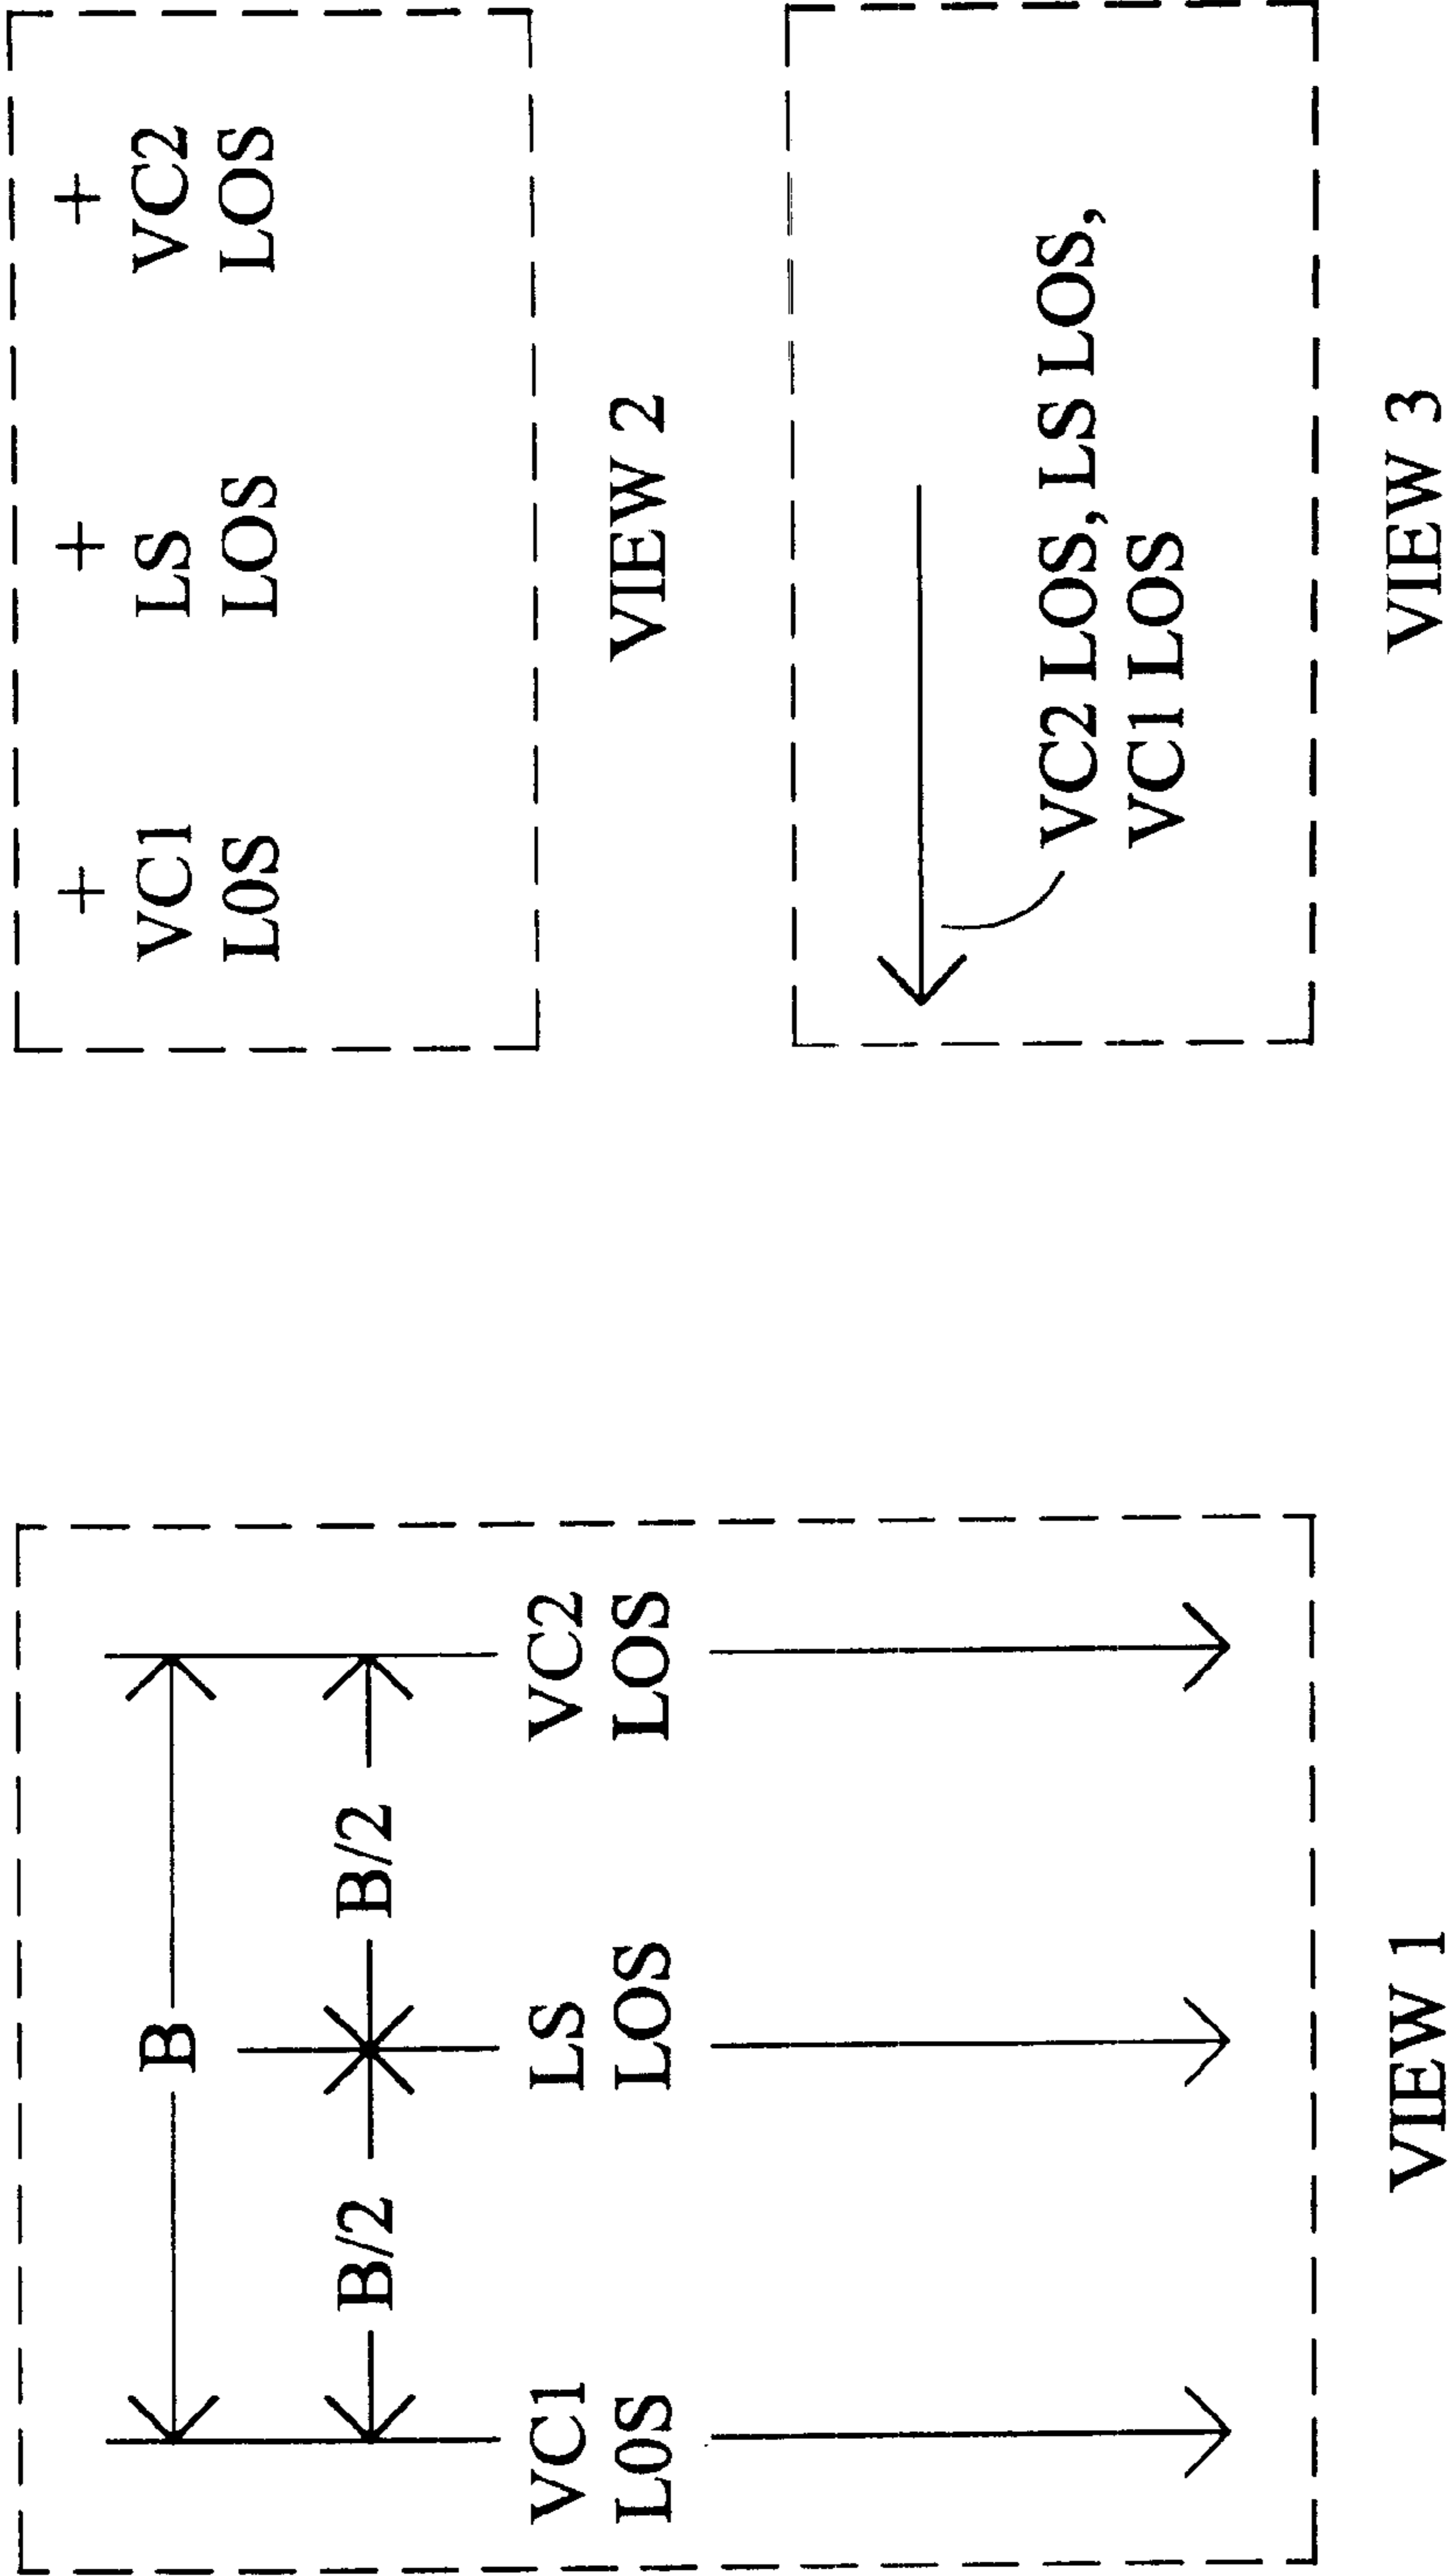 B
B/2 B/2
VC1 LS VC2
L0S LOS LOS
VIEW 1
VC1 LS VC2
L0S LOS LOS
VIEW 2
VC2 LOS, LS LOS,
VC1 LOS
VIEW 3